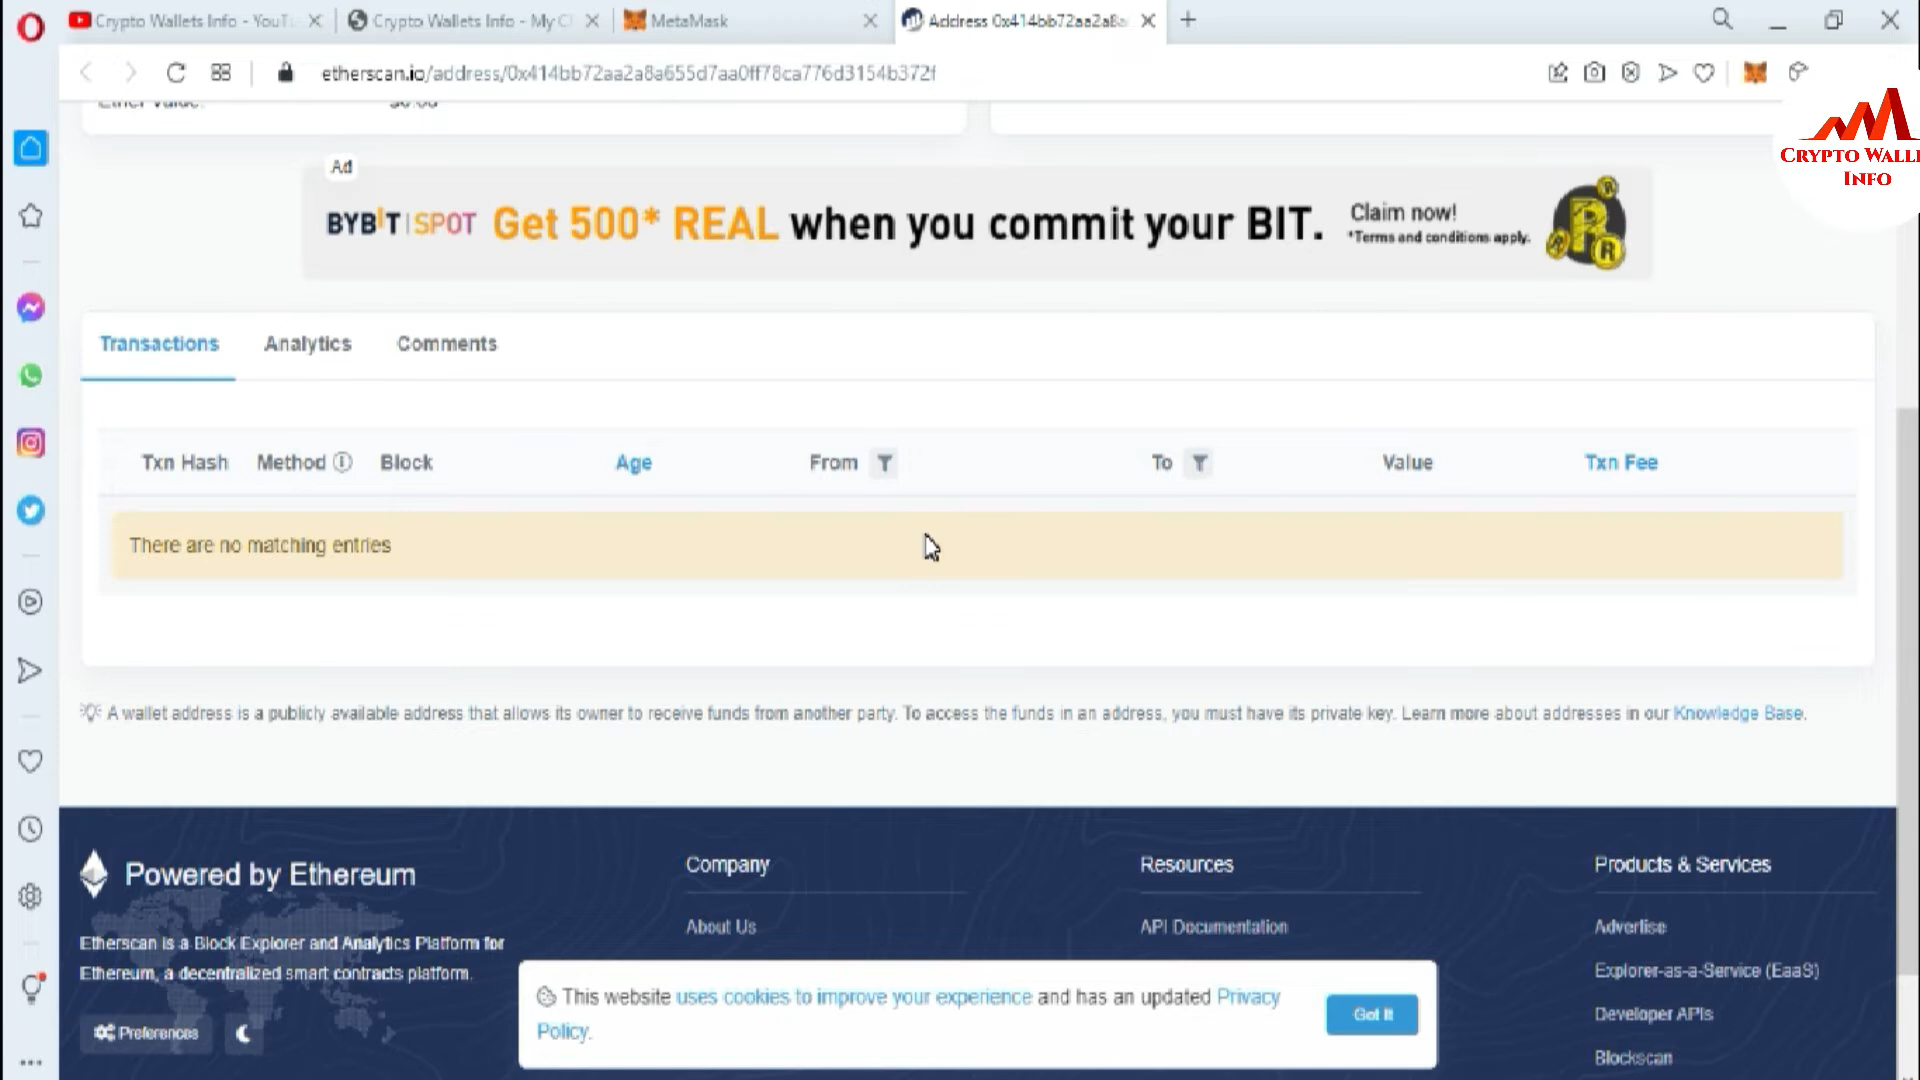 Crypto Wallets Info - YouTu
Crypto Wallets Info - My C
MetaMask
Address 0x414bb72aa2a8a
etherscan.io/address/0x414bb72aa2a8a655d7aa0ff78ca776d3154b372f
Crypto Walle
Info
Ether Value:
$0.00
Ad
BYBIT|SPOT Get 500* REAL when you commit your BIT. Claim now!
*Terms and conditions apply.
Transactions
Analytics
Comments
Txn Hash
Method
Block
Age
From
To
Value
Txn Fee
There are no matching entries
A wallet address is a publicly available address that allows its owner to receive funds from another party. To access the funds in an address, you must have its private key. Learn more about addresses in our Knowledge Base.
Powered by Ethereum
Etherscan is a Block Explorer and Analytics Platform for
Ethereum, a decentralized smart contracts platform.
Preferences
Company
About Us
Resources
API Documentation
Products & Services
Advertise
Explorer-as-a-Service (EaaS)
Developer APIs
Blockscan
This website uses cookies to improve your experience and has an updated Privacy
Policy.
Got It